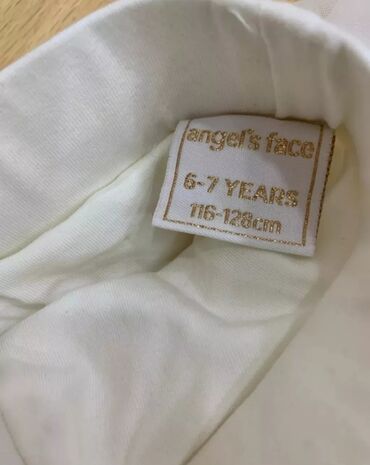 angel's face
6-7 YEARS
116-128cm